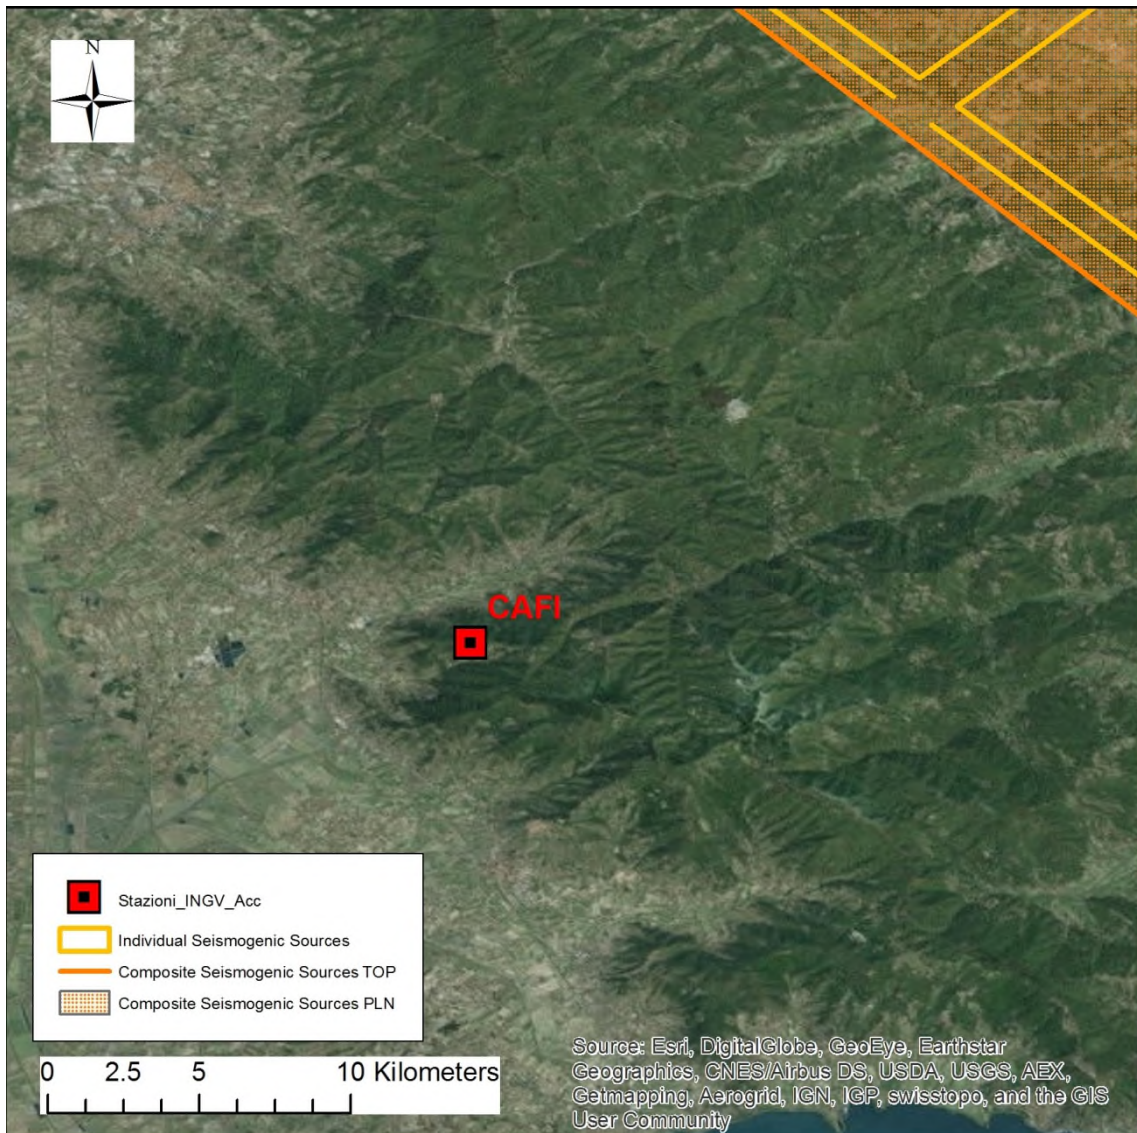 N
CAFI
Stazioni_INGV_Acc
Individual Seismogenic Sources
Composite Seismogenic Sources TOP
Composite Seismogenic Sources PLN
0 2.5 5 10 Kilometers
Source: Esri, DigitalGlobe, GeoEye, Earthstar
Geographics, CNES/Airbus DS, USDA, USGS, AEX,
Getmapping, Aerogrid, IGN, IGP, swisstopo, and the GIS
User Community